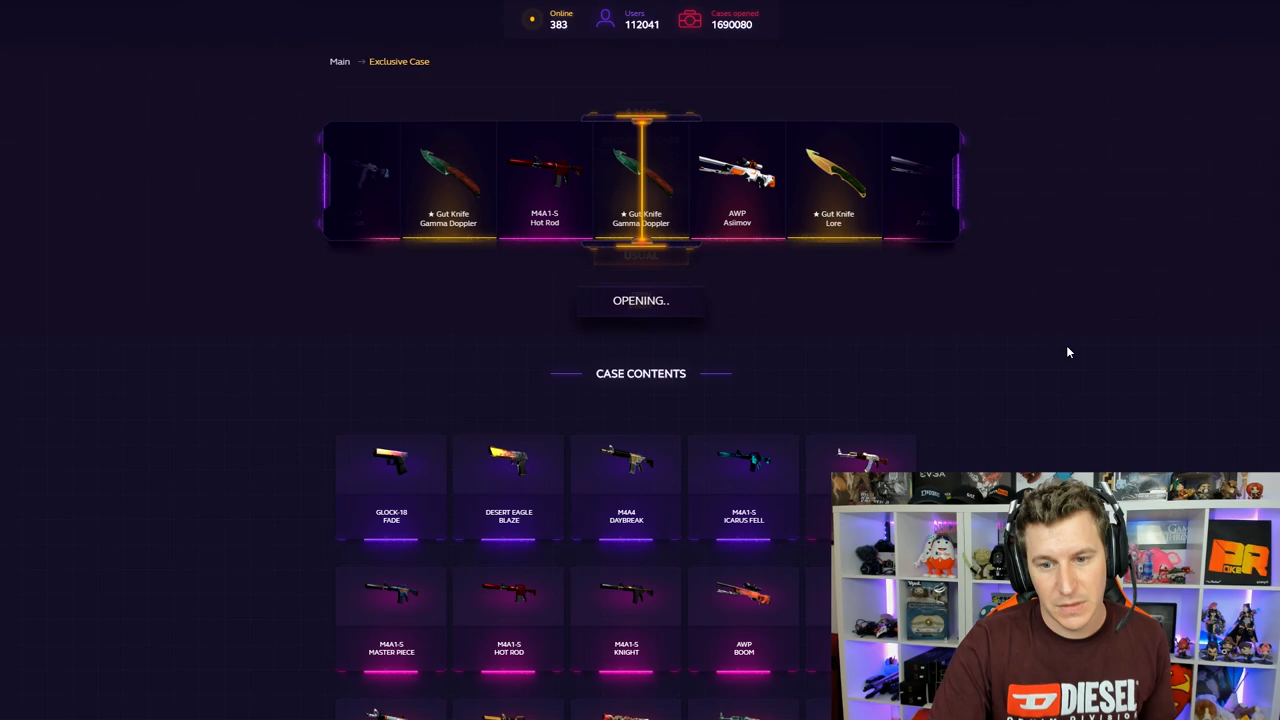 Online
383
Users
112041
Cases opened
1690080
Main → Exclusive Case
★ Gut Knife
Gamma Doppler
M4A1-S
Hot Rod
★ Gut Knife
Gamma Doppler
AWP
Asiimov
★ Gut Knife
Lore
USUAL
OPENING..
CASE CONTENTS
GLOCK-18
FADE
DESERT EAGLE
BLAZE
M4A4
DAYBREAK
M4A1-S
ICARUS FELL
M4A1-S
MASTER PIECE
M4A1-S
HOT ROD
M4A1-S
KNIGHT
AWP
BOOM
EVGA
DIESEL